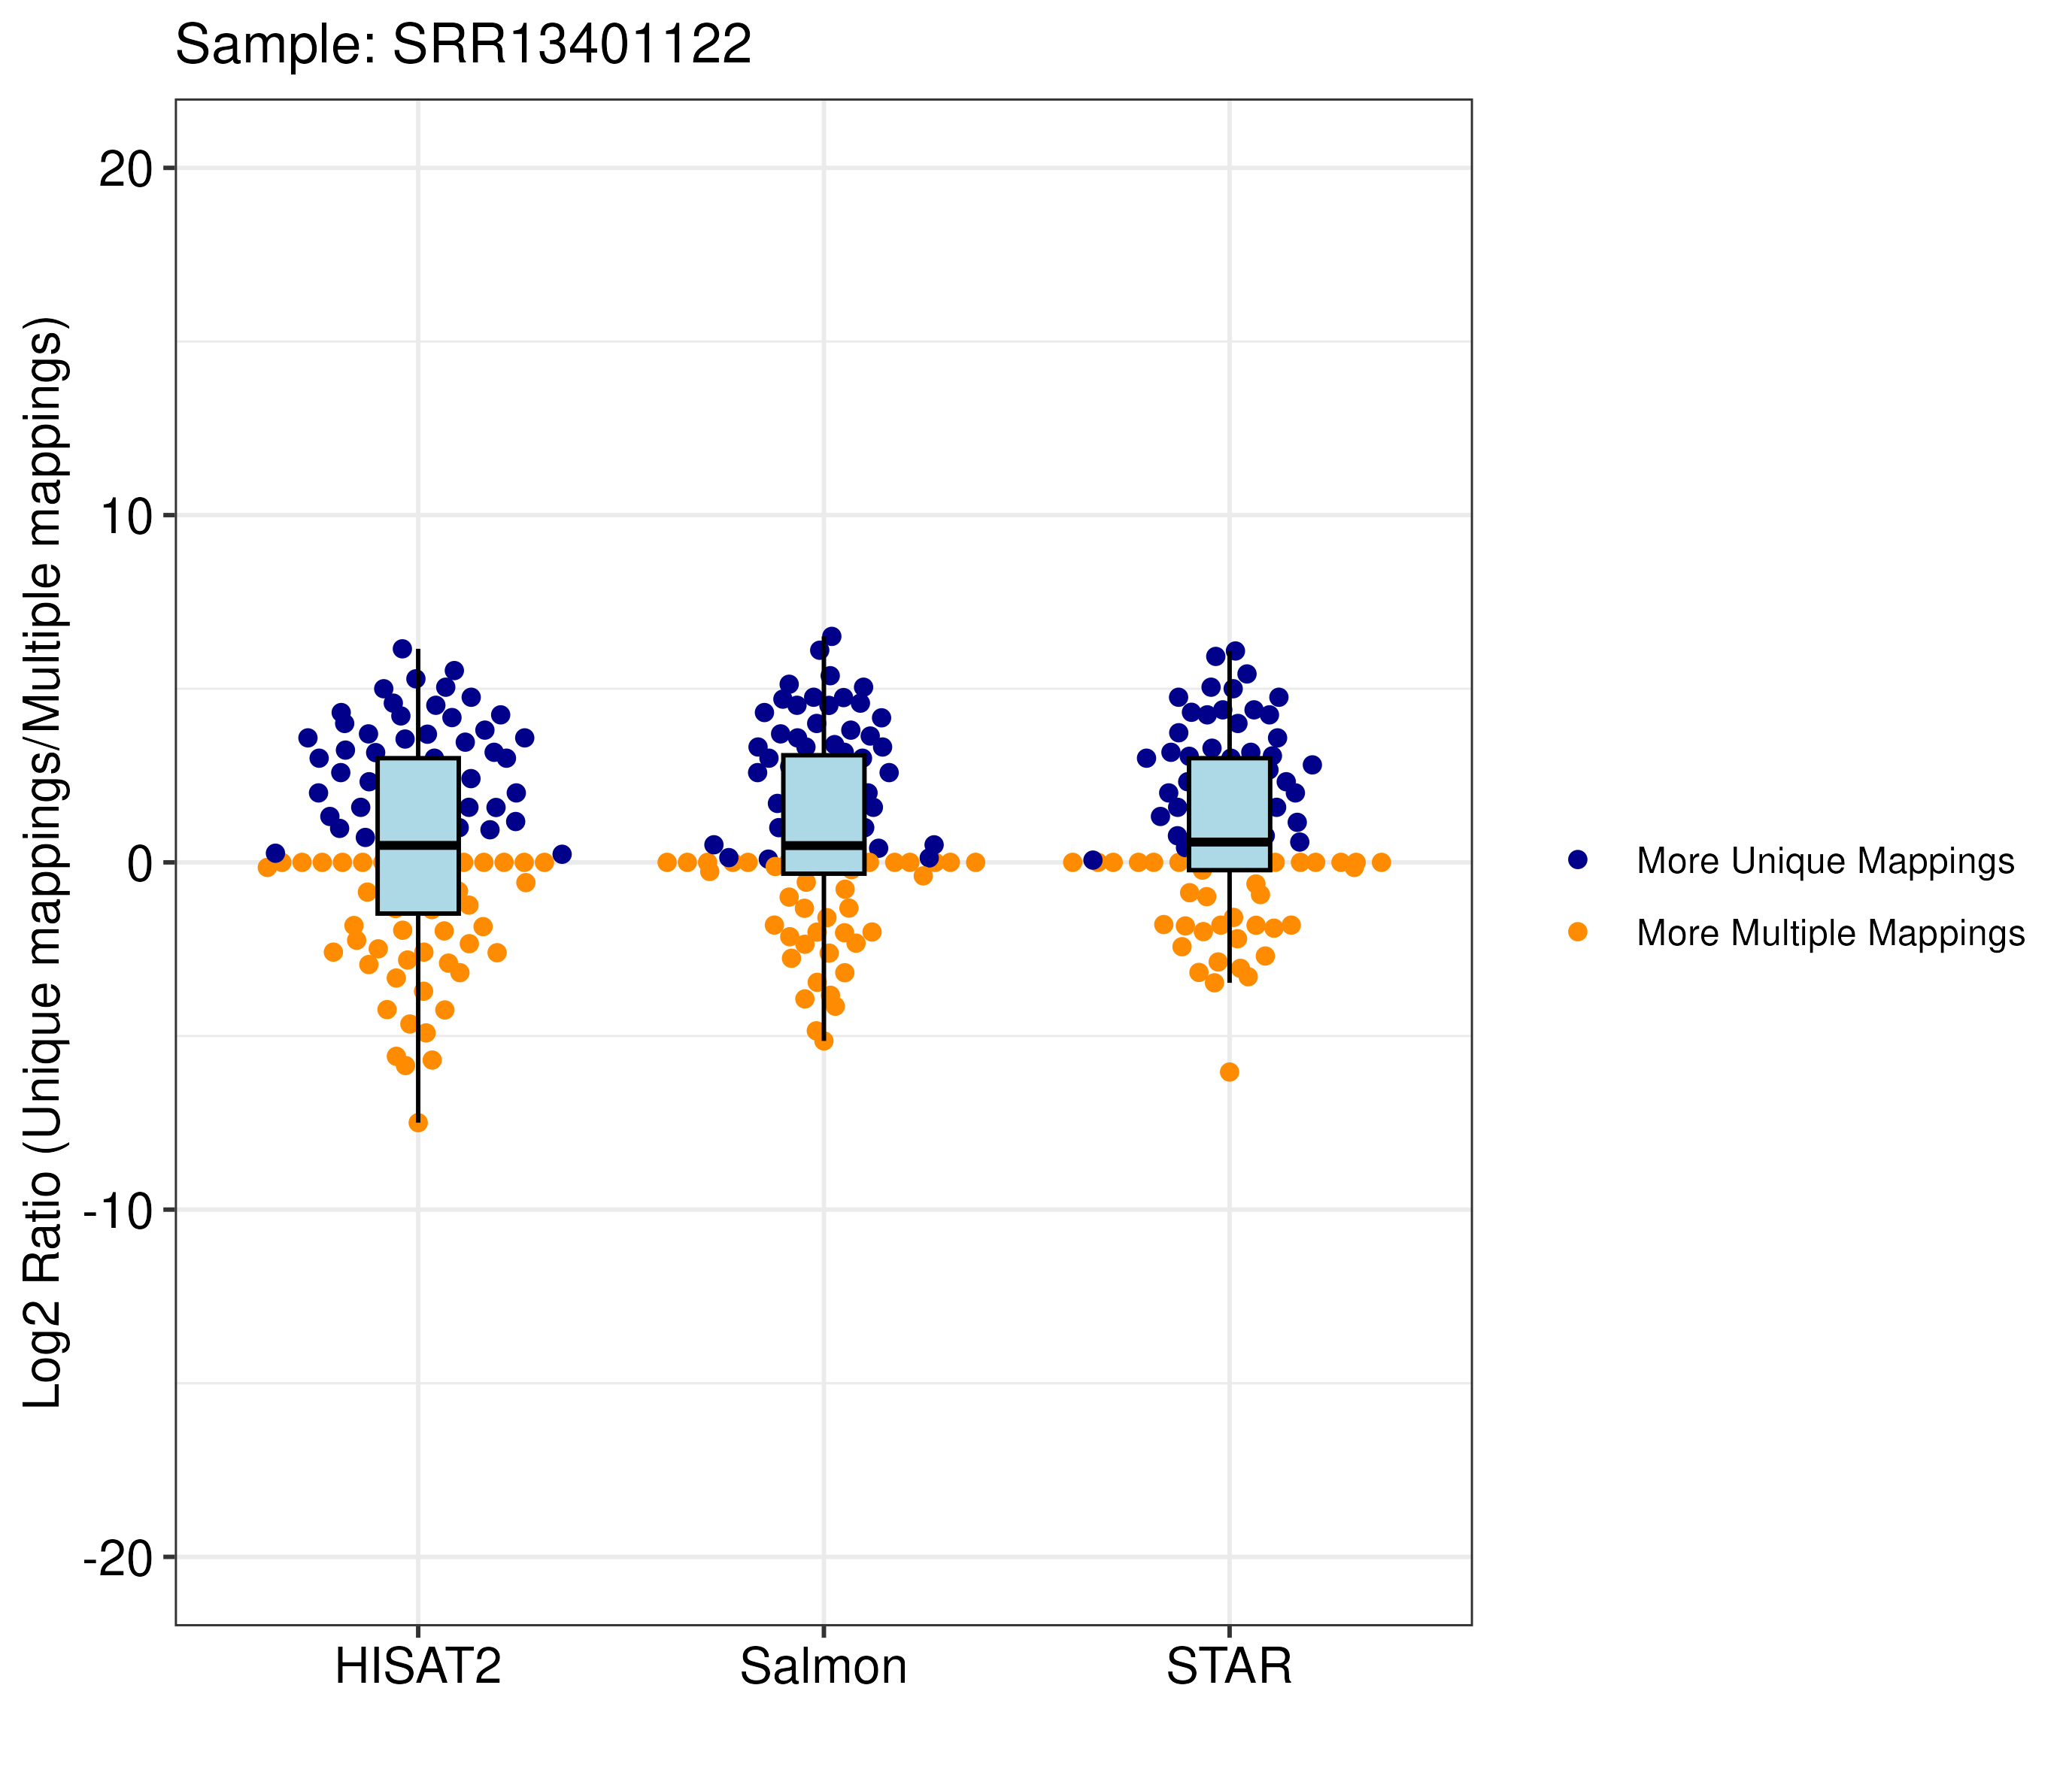 Sample: SRR13401122
Log2 Ratio (Unique mappings/Multiple mappings)
20
10
0
-10
-20
HISAT2
Salmon
STAR
More Unique Mappings
More Multiple Mappings